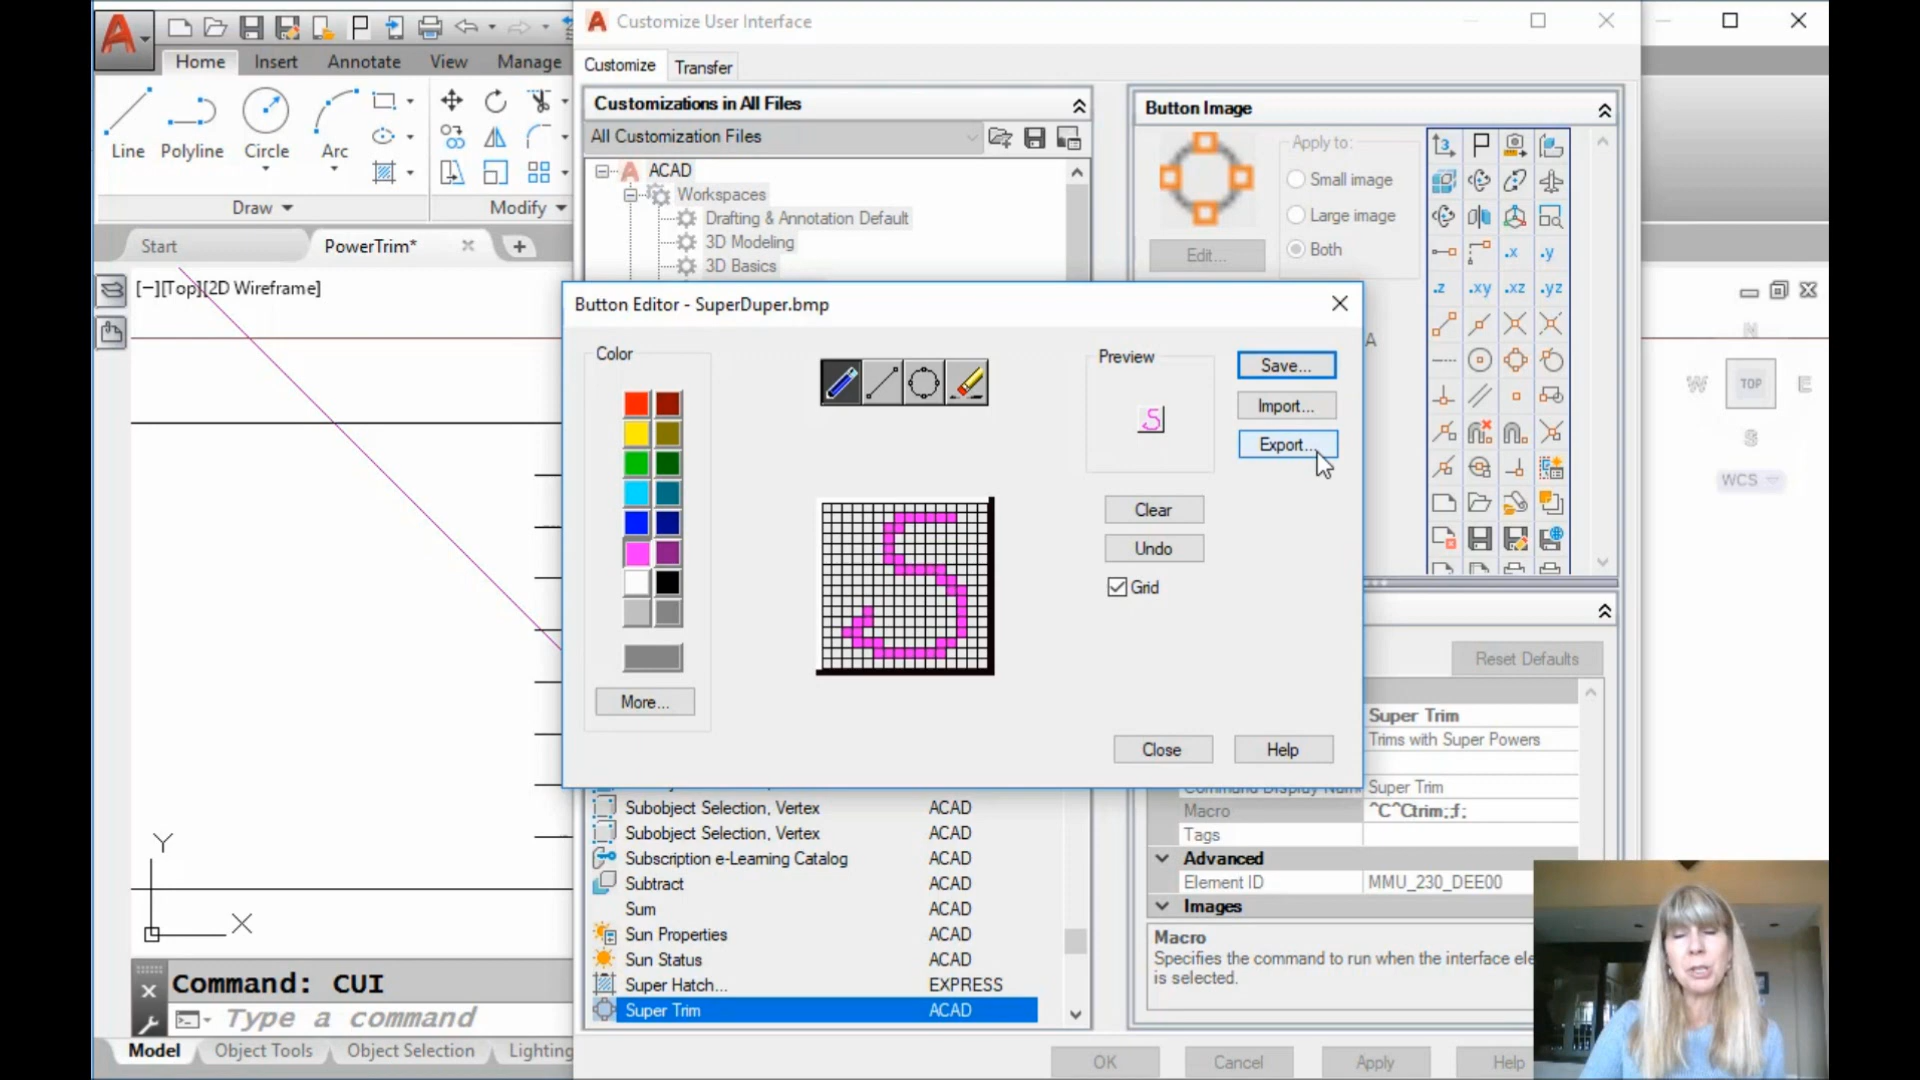 Customize User Interface
Home Insert Annotate View Manage
Customize Transfer
Line Polyline Circle Arc
Draw Modify
Customizations in All Files
All Customization Files
ACAD
Workspaces
Drafting & Annotation Default
3D Modeling
3D Basics
Button Image
Apply to:
Small image
Large image
Both
Edit...
Start PowerTrim*
[−][Top][2D Wireframe]
Button Editor - SuperDuper.bmp
Color
Preview
Save...
Import...
Export...
Clear
Undo
Grid
More...
Close Help
N
W TOP E
S
WCS
Reset Defaults
Super Trim
Trims with Super Powers
Command Display Name Super Trim
Macro ^C^Ctrim;;f;
Tags
Advanced
Element ID MMU_230_DEE00
Images
Macro
Specifies the command to run when the interface ele
is selected.
Subobject Selection, Vertex ACAD
Subobject Selection, Vertex ACAD
Subscription e-Learning Catalog ACAD
Subtract ACAD
Sum ACAD
Sun Properties ACAD
Sun Status ACAD
Super Hatch... EXPRESS
Super Trim ACAD
Y
X
Command: CUI
Type a command
Model Object Tools Object Selection Lighting
OK Cancel Apply Help